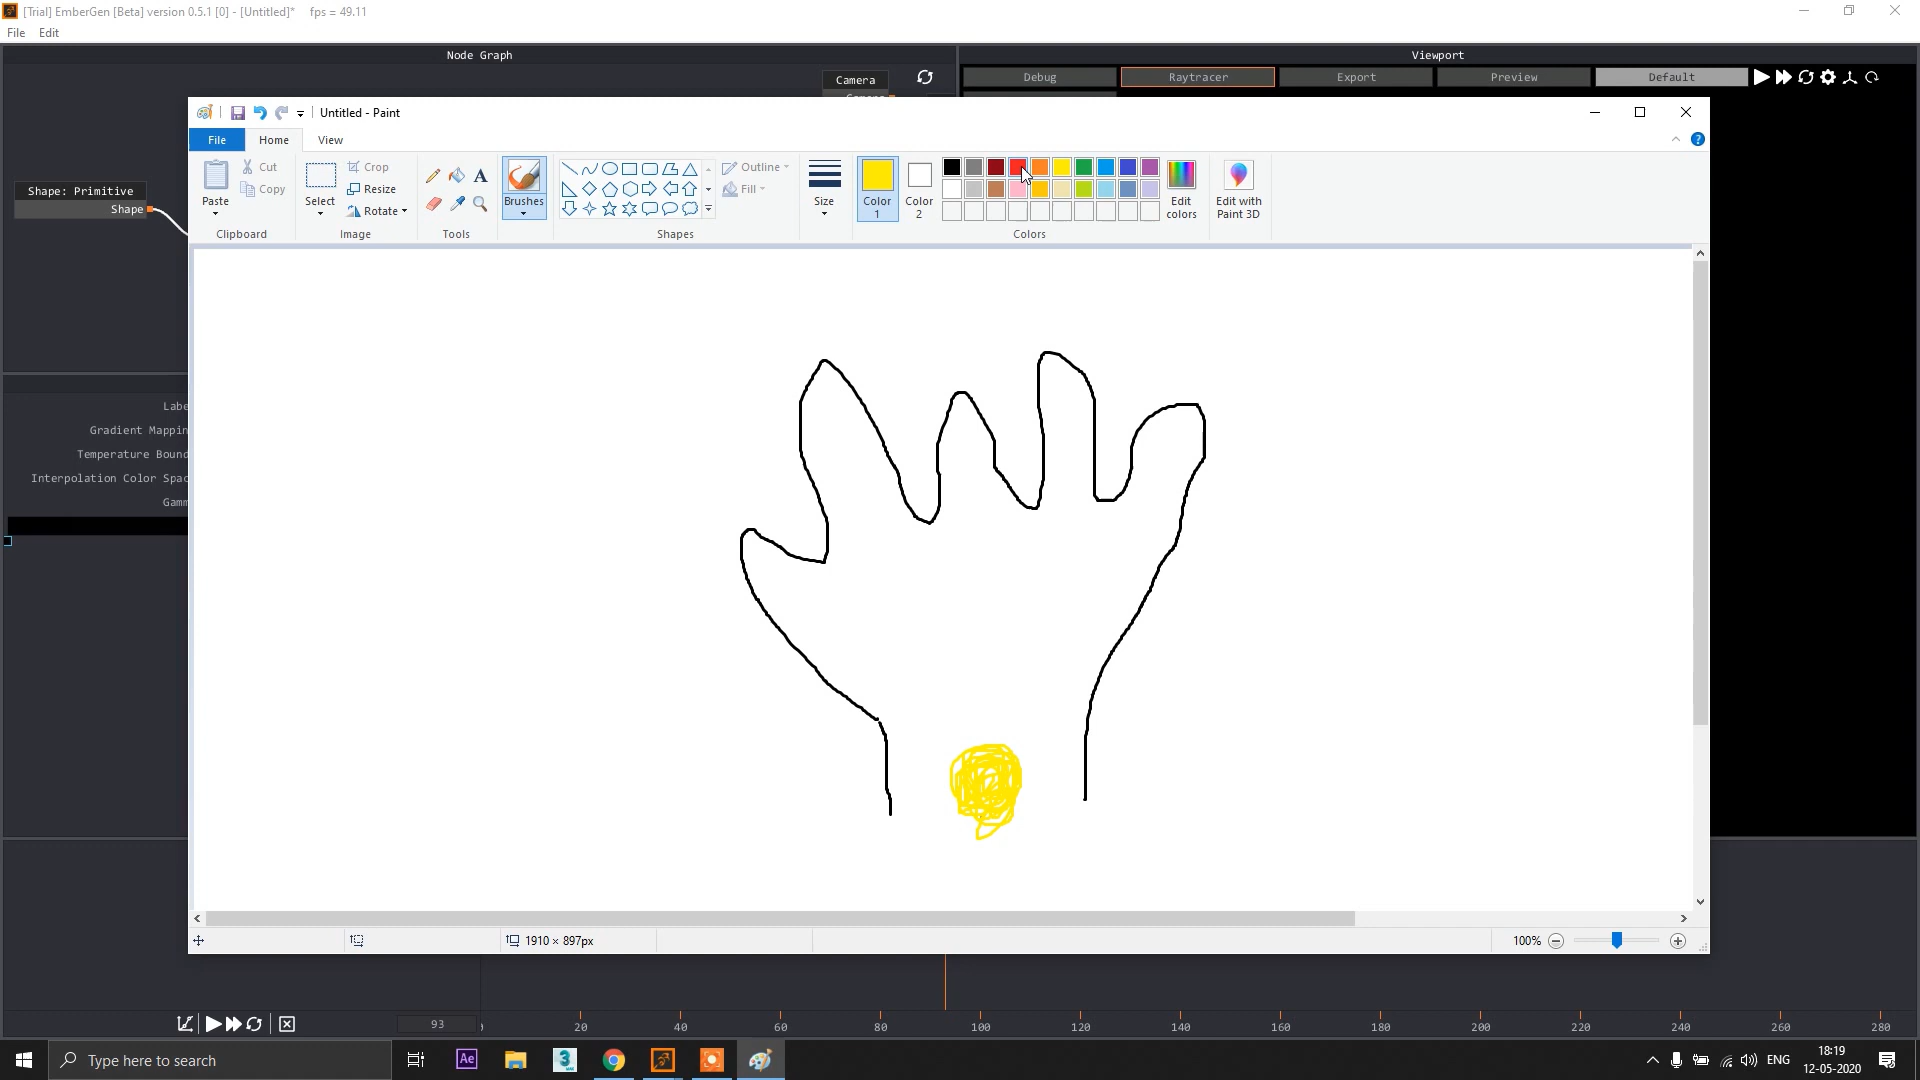 [Trial] EmberGen [Beta] version 0.5.1 [0] - [Untitled]* fps = 49.11
File Edit
Node Graph
Viewport
Camera
Debug Raytracer Export Preview Default
Untitled - Paint
File Home View
Shape: Primitive
Shape
Paste
Cut
Copy
Clipboard
Select
Crop
Resize
Rotate
Image
Tools
Brushes
Shapes
Outline
Fill
Size
Color 1
Color 2
Colors
Edit colors
Edit with Paint 3D
Labe
Gradient Mappin
Temperature Bound
Interpolation Color Spac
Gamm
1910 × 897px
100%
93
20 40 60 80 100 120 140 160 180 200 220 240 260 280
Type here to search
Ae
3
ENG
18:19
12-05-2020